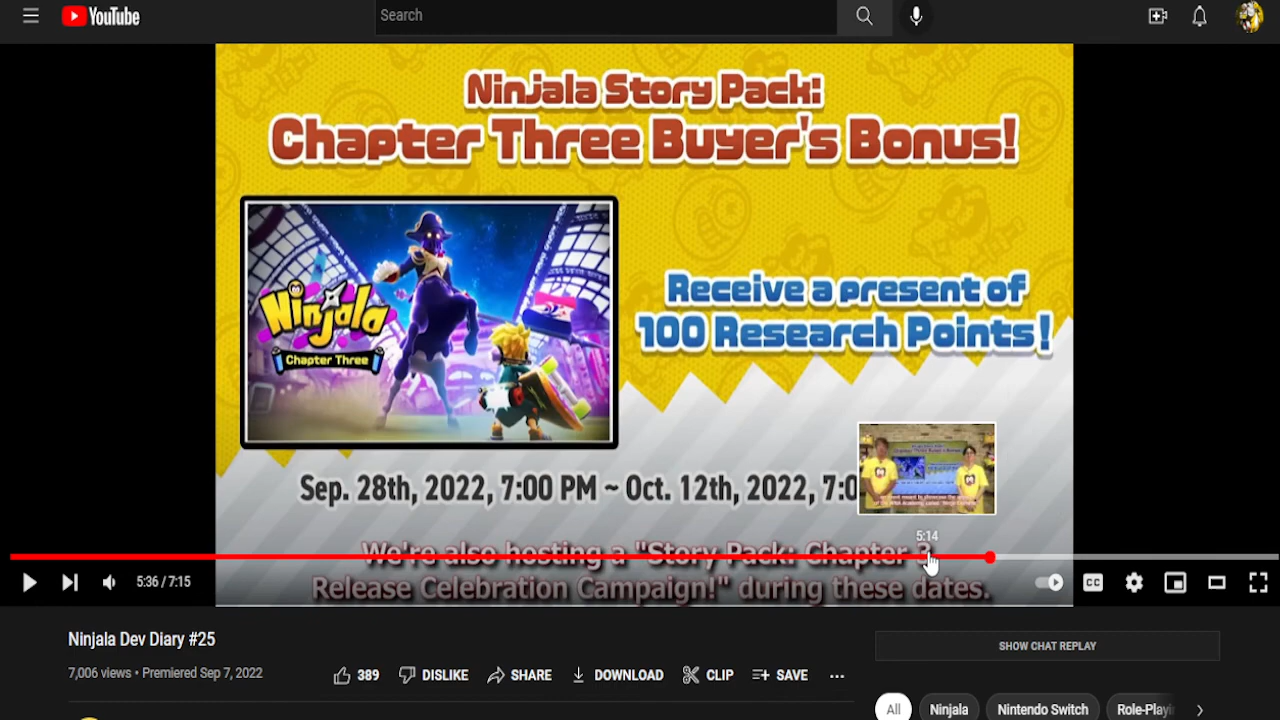 YouTube
Search
Ninjala Story Pack:
Chapter Three Buyer's Bonus!
Ninjala
Chapter Three
Receive a present of
100 Research Points!
Sep. 28th, 2022, 7:00 PM ~ Oct. 12th, 2022, 7:0
5:14
We're also hosting a "Story Pack: Chapter 3
Release Celebration Campaign!" during these dates.
5:36 / 7:15
CC
Ninjala Dev Diary #25
SHOW CHAT REPLAY
7,006 views • Premiered Sep 7, 2022
389 DISLIKE SHARE DOWNLOAD CLIP SAVE
All Ninjala Nintendo Switch Role-Playi